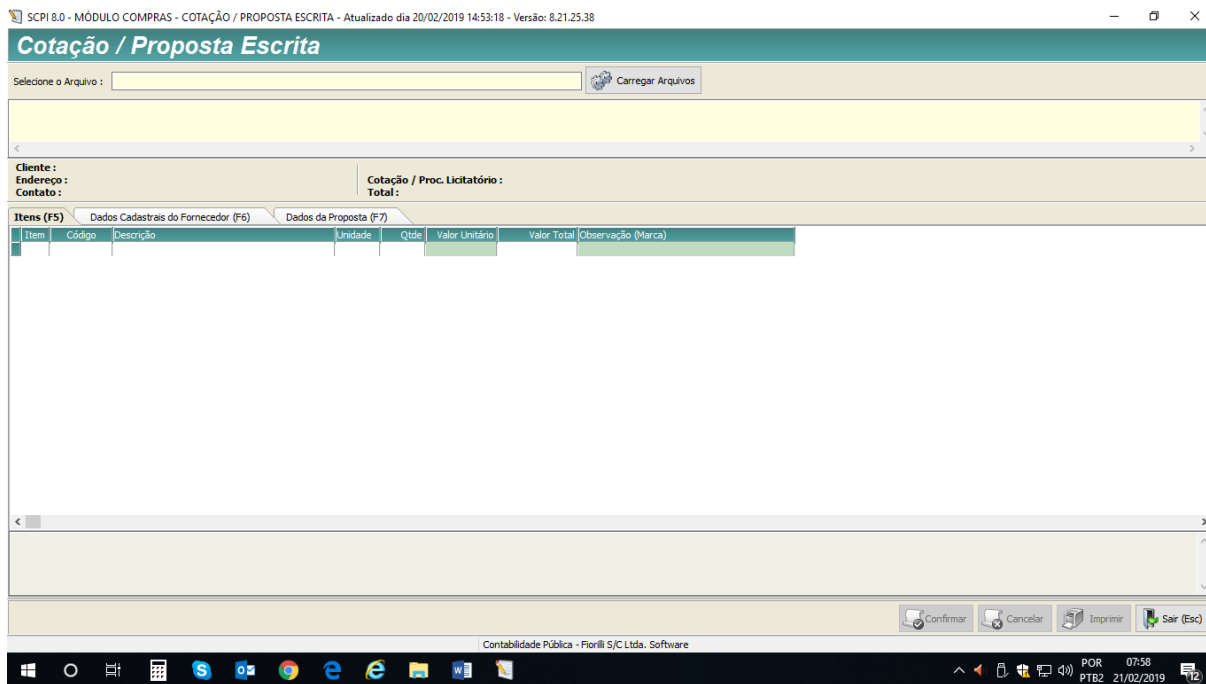 SCPI 8.0 - MÓDULO COMPRAS - COTAÇÃO / PROPOSTA ESCRITA - Atualizado dia 20/02/2019 14:53:18 - Versão: 8.21.25.38
Cotação / Proposta Escrita
Selecione o Arquivo : Carregar Arquivos
Cliente :
Endereço : Cotação / Proc. Licitatório :
Contato : Total :
Itens (F5) Dados Cadastrais do Fornecedor (F6) Dados da Proposta (F7)
Item Código Descrição Unidade Qtde Valor Unitário Valor Total Observação (Marca)
Confirmar Cancelar Imprimir Sair (Esc)
Contabilidade Pública - Fiorilli S/C Ltda. Software
POR 07:58
PTB2 21/02/2019 12